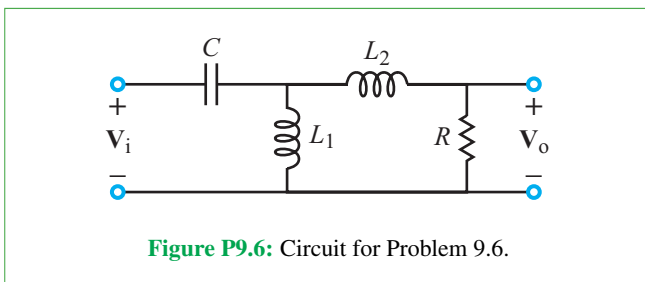 C
L2
+
Vi
−
L1
R
+
Vo
−
Figure P9.6: Circuit for Problem 9.6.